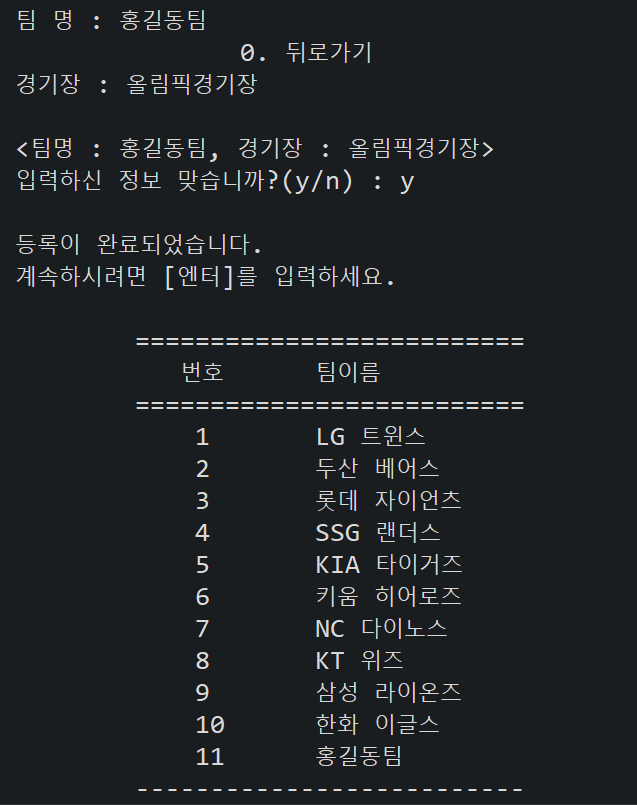 팀 명 : 홍길동팀
0. 뒤로가기
경기장 : 올림픽경기장
<팀명 : 홍길동팀, 경기장 : 올림픽경기장>
입력하신 정보 맞습니까?(y/n) : y
등록이 완료되었습니다.
계속하시려면 [엔터]를 입력하세요.
==========================
번호 팀이름
==========================
1 LG 트윈스
2 두산 베어스
3 롯데 자이언츠
4 SSG 랜더스
5 KIA 타이거즈
6 키움 히어로즈
7 NC 다이노스
8 KT 위즈
9 삼성 라이온즈
10 한화 이글스
11 홍길동팀
--------------------------